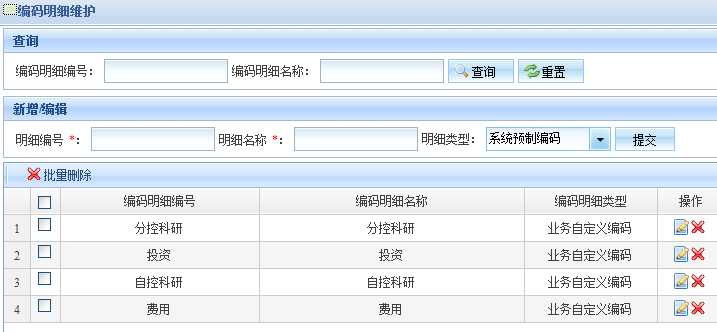 编码明细维护
查询
编码明细编号： 编码明细名称： 查询 重置
新增/编辑
明细编号 *： 明细名称 *： 明细类型： 系统预制编码 提交
批量删除
编码明细编号 编码明细名称 编码明细类型 操作
1 分控科研 分控科研 业务自定义编码
2 投资 投资 业务自定义编码
3 自控科研 自控科研 业务自定义编码
4 费用 费用 业务自定义编码